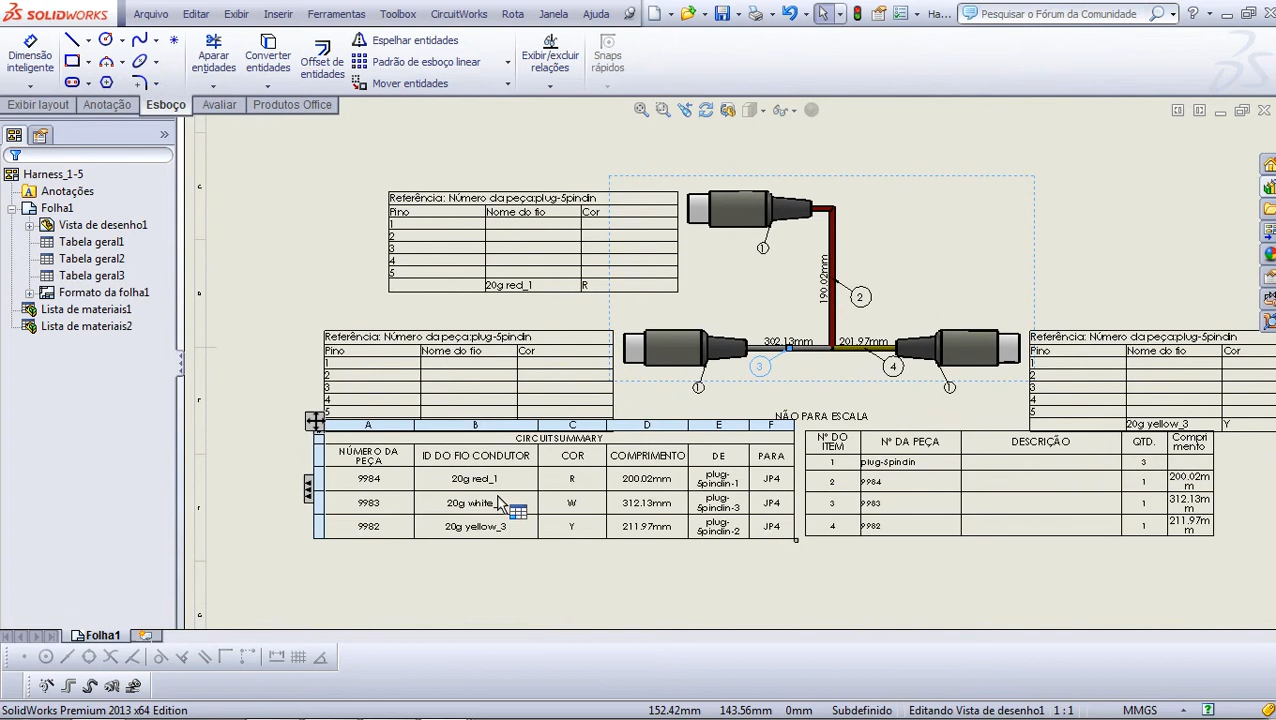 SOLIDWORKS Arquivo Editar Exibir Inserir Ferramentas Toolbox CircuitWorks Rota Janela Ajuda Ha... Pesquisar o Fórum da Comunidade
Dimensão inteligente
Aparar entidades
Converter entidades
Offset de entidades
Espelhar entidades
Padrão de esboço linear
Mover entidades
Exibir/excluir relações
Snaps rápidos
Exibir layout Anotação Esboço Avaliar Produtos Office
Harness_1-5
Anotações
Folha1
Vista de desenho1
Tabela geral1
Tabela geral2
Tabela geral3
Formato da folha1
Lista de materiais1
Lista de materiais2
Referência: Número da peça:plug-5pindin
Pino Nome do fio Cor
1
2
3
4
5
20g red_1 R
1
190.02mm
2
Referência: Número da peça:plug-5pindin
Pino Nome do fio Cor
1
2
3
4
5
302.13mm 201.97mm
3 4
1 1
Referência: Número da peça:plug-5pindin
Pino Nome do fio Cor
1
2
3
4
5
20g yellow_3 Y
NÃO PARA ESCALA
A B C D E F
CIRCUIT SUMMARY
NÚMERO DA PEÇA ID DO FIO CONDUTOR COR COMPRIMENTO DE PARA
9984 20g red_1 R 200.02mm plug-5pindin-1 JP4
9983 20g white_ W 312.13mm plug-5pindin-3 JP4
9982 20g yellow_3 Y 211.97mm plug-5pindin-2 JP4
Nº DO ITEM Nº DA PEÇA DESCRIÇÃO QTD. Comprimento
1 plug-5pindin 3
2 9984 1 200.02mm
3 9983 1 312.13mm
4 9982 1 211.97mm
Folha1
SolidWorks Premium 2013 x64 Edition 152.42mm 143.56mm 0mm Subdefinido Editando Vista de desenho1 1 : 1 MMGS